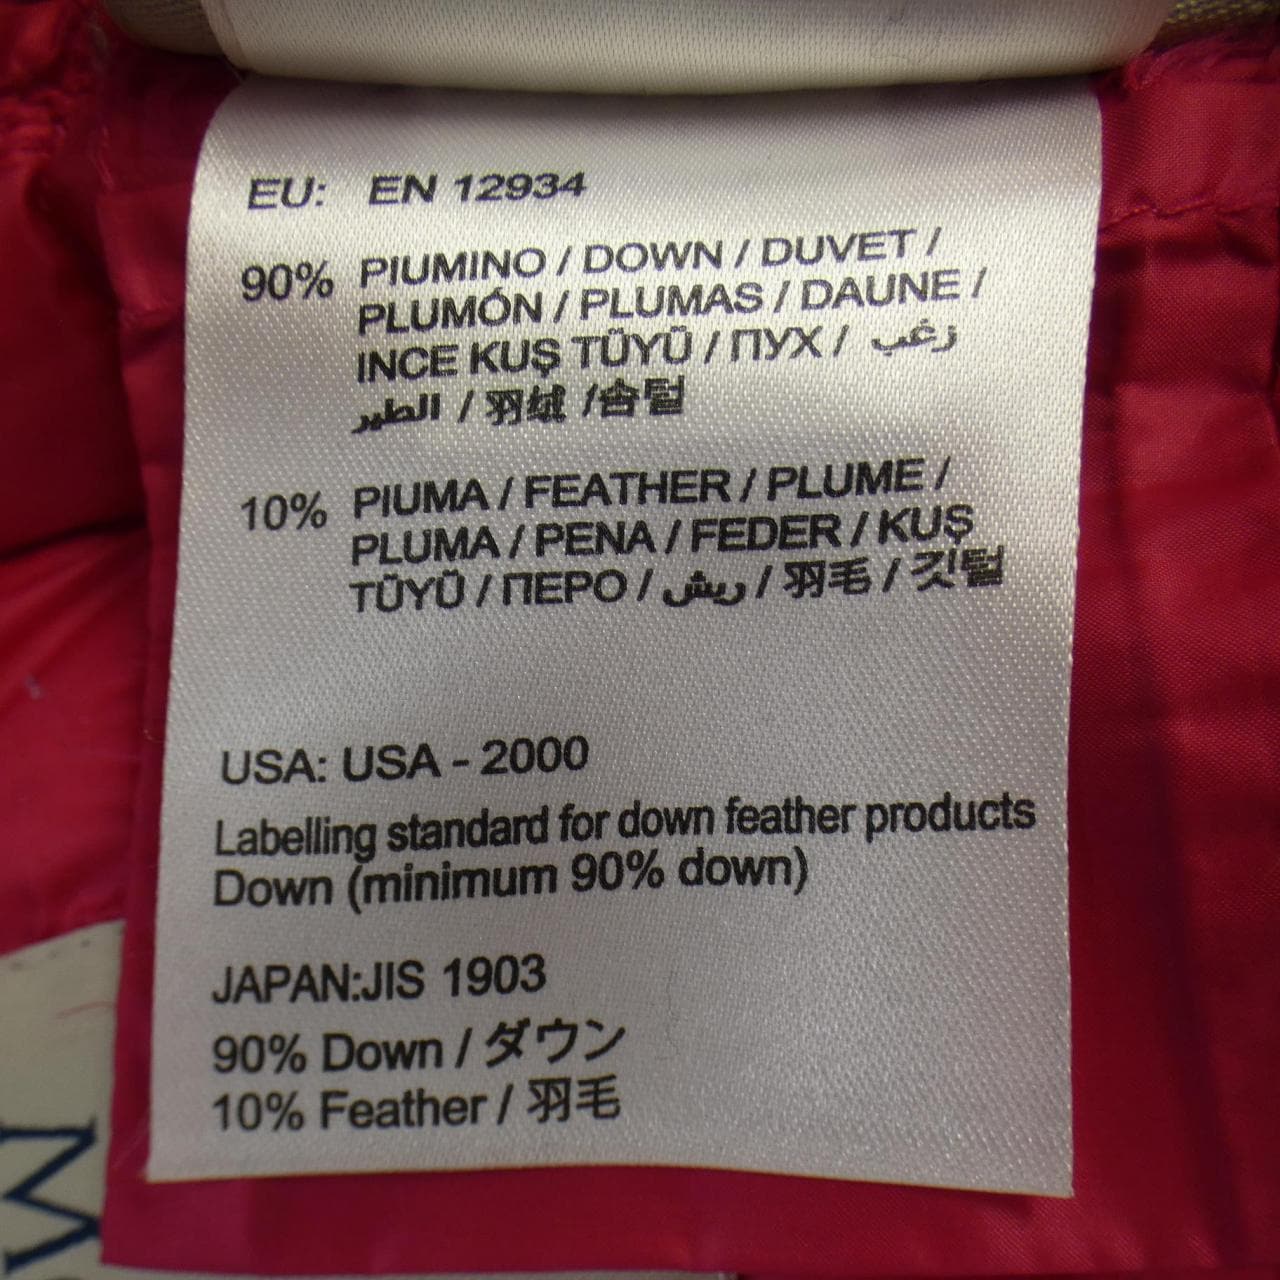 EU: EN 12934
90% PIUMINO / DOWN / DUVET /
PLUMÓN / PLUMAS / DAUNE /
INCE KUŞ TÜYÜ / ПУХ / زغب
الطير / 羽绒 /솜털
10% PIUMA / FEATHER / PLUME /
PLUMA / PENA / FEDER / KUŞ
TÜYÜ / ПЕРО / ريش / 羽毛 / 깃털
USA: USA - 2000
Labelling standard for down feather products
Down (minimum 90% down)
JAPAN:JIS 1903
90% Down / ダウン
10% Feather / 羽毛
M